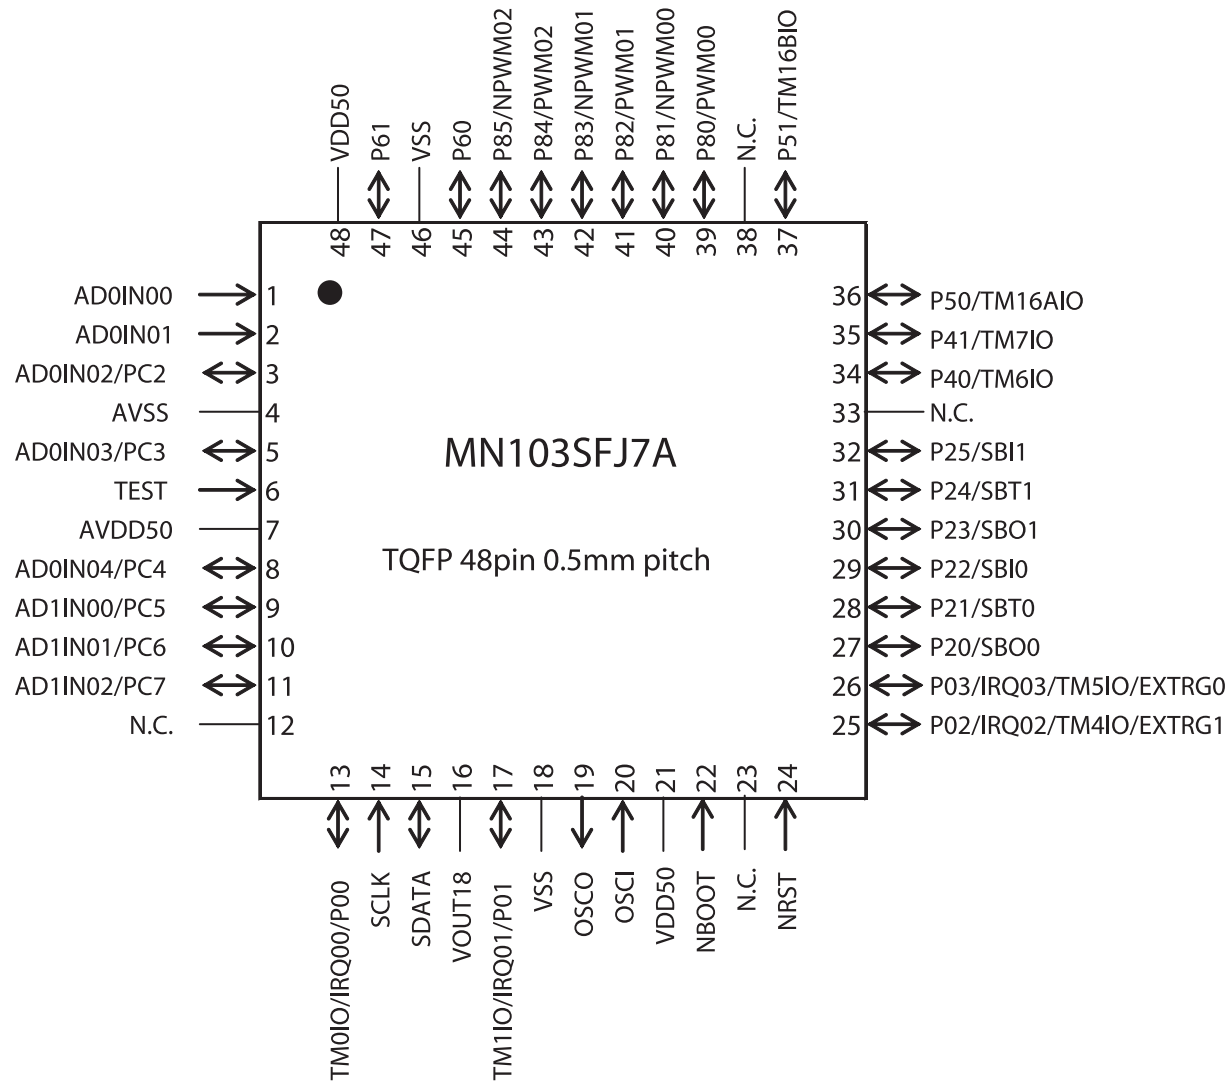 VDD50
P61
VSS
P60
P85/NPWM02
P84/PWM02
P83/NPWM01
P82/PWM01
P81/NPWM00
P80/PWM00
N.C.
P51/TM16BIO
48
47
46
45
44
43
42
41
40
39
38
37
AD0IN00
1
AD0IN01
2
AD0IN02/PC2
3
AVSS
4
AD0IN03/PC3
5
TEST
6
AVDD50
7
AD0IN04/PC4
8
AD1IN00/PC5
9
AD1IN01/PC6
10
AD1IN02/PC7
11
N.C.
12
MN103SFJ7A
TQFP 48pin 0.5mm pitch
36
P50/TM16AIO
35
P41/TM7IO
34
P40/TM6IO
33
N.C.
32
P25/SBI1
31
P24/SBT1
30
P23/SBO1
29
P22/SBI0
28
P21/SBT0
27
P20/SBO0
26
P03/IRQ03/TM5IO/EXTRG0
25
P02/IRQ02/TM4IO/EXTRG1
13
14
15
16
17
18
19
20
21
22
23
24
TM0IO/IRQ00/P00
SCLK
SDATA
VOUT18
TM1IO/IRQ01/P01
VSS
OSCO
OSCI
VDD50
NBOOT
N.C.
NRST